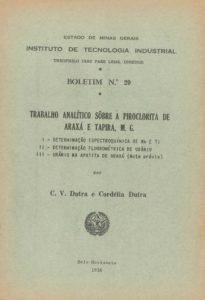 ESTADO DE MINAS GERAIS
INSTITUTO DE TECNOLOGIA INDUSTRIAL
BOLETIM N.º 29
TRABALHO ANALÍTICO SÔBRE A PIROCLORITA DE
ARAXÁ E TAPIRA, M. G.
I - DETERMINAÇÃO ESPECTROQUÍMICA DE Nb E Ti
II - DETERMINAÇÃO FLUOROMÉTRICA DE URÂNIO
III - URÂNIO NA APATITA DE ARAXÁ (Nota prévia)
por
C. V. Dutra e Cordélia Dutra
Belo Horizonte